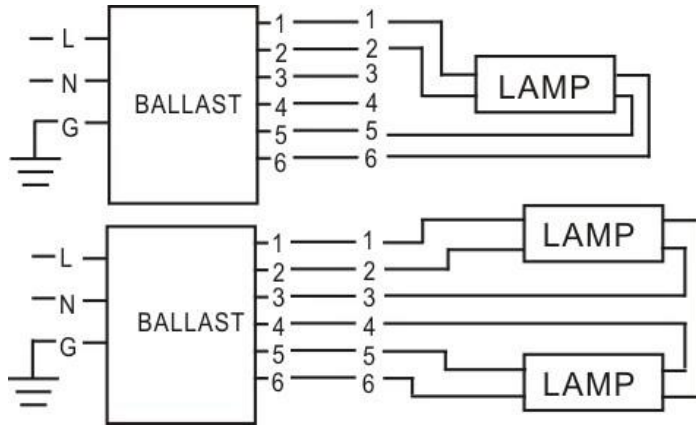 L 1 1
2 2 LAMP
N 3 3
BALLAST 4 4
G 5 5
6 6
1 1 LAMP
L 2 2
N 3 3
BALLAST 4 4
G 5 5
6 6 LAMP